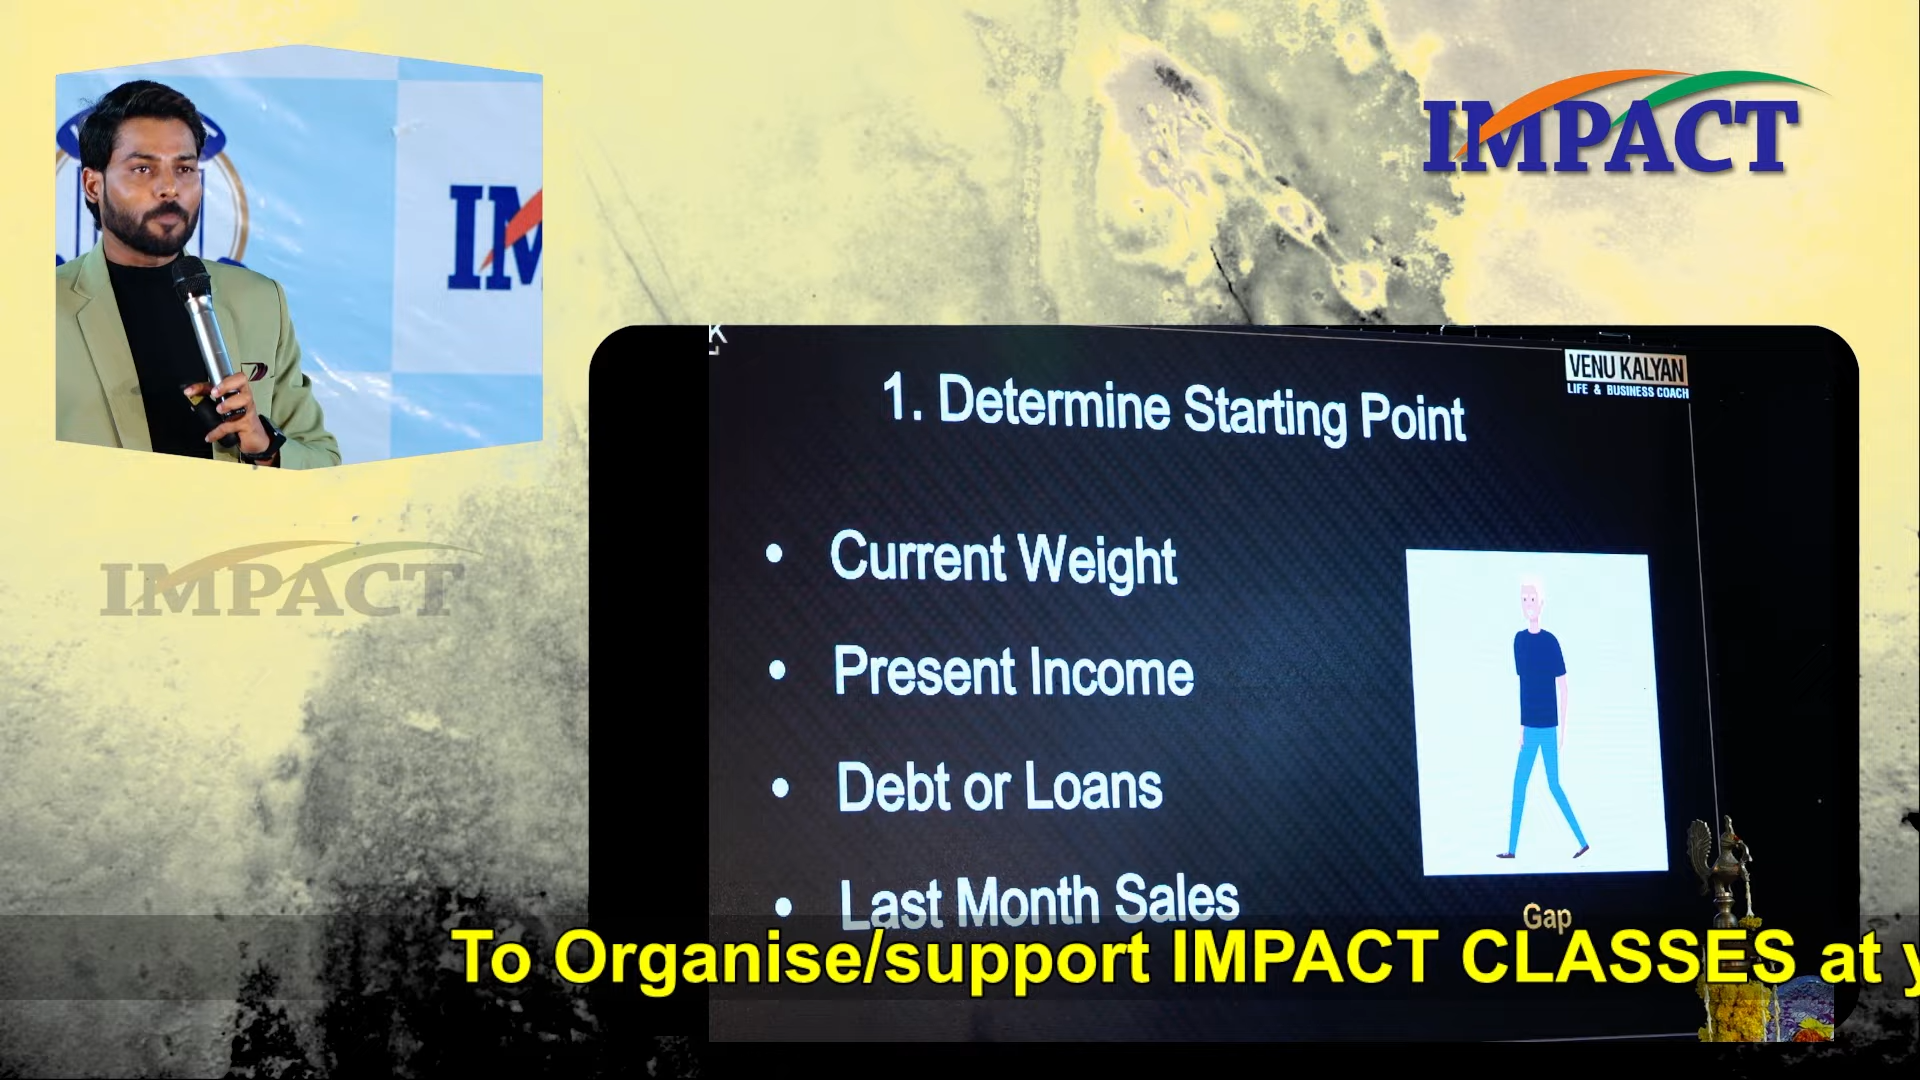 IMPACT
IM
K
L
VENU KALYAN
LIFE & BUSINESS COACH
1. Determine Starting Point
• Current Weight
• Present Income
• Debt or Loans
• Last Month Sales
Gap
IMPACT
To Organise/support IMPACT CLASSES at y